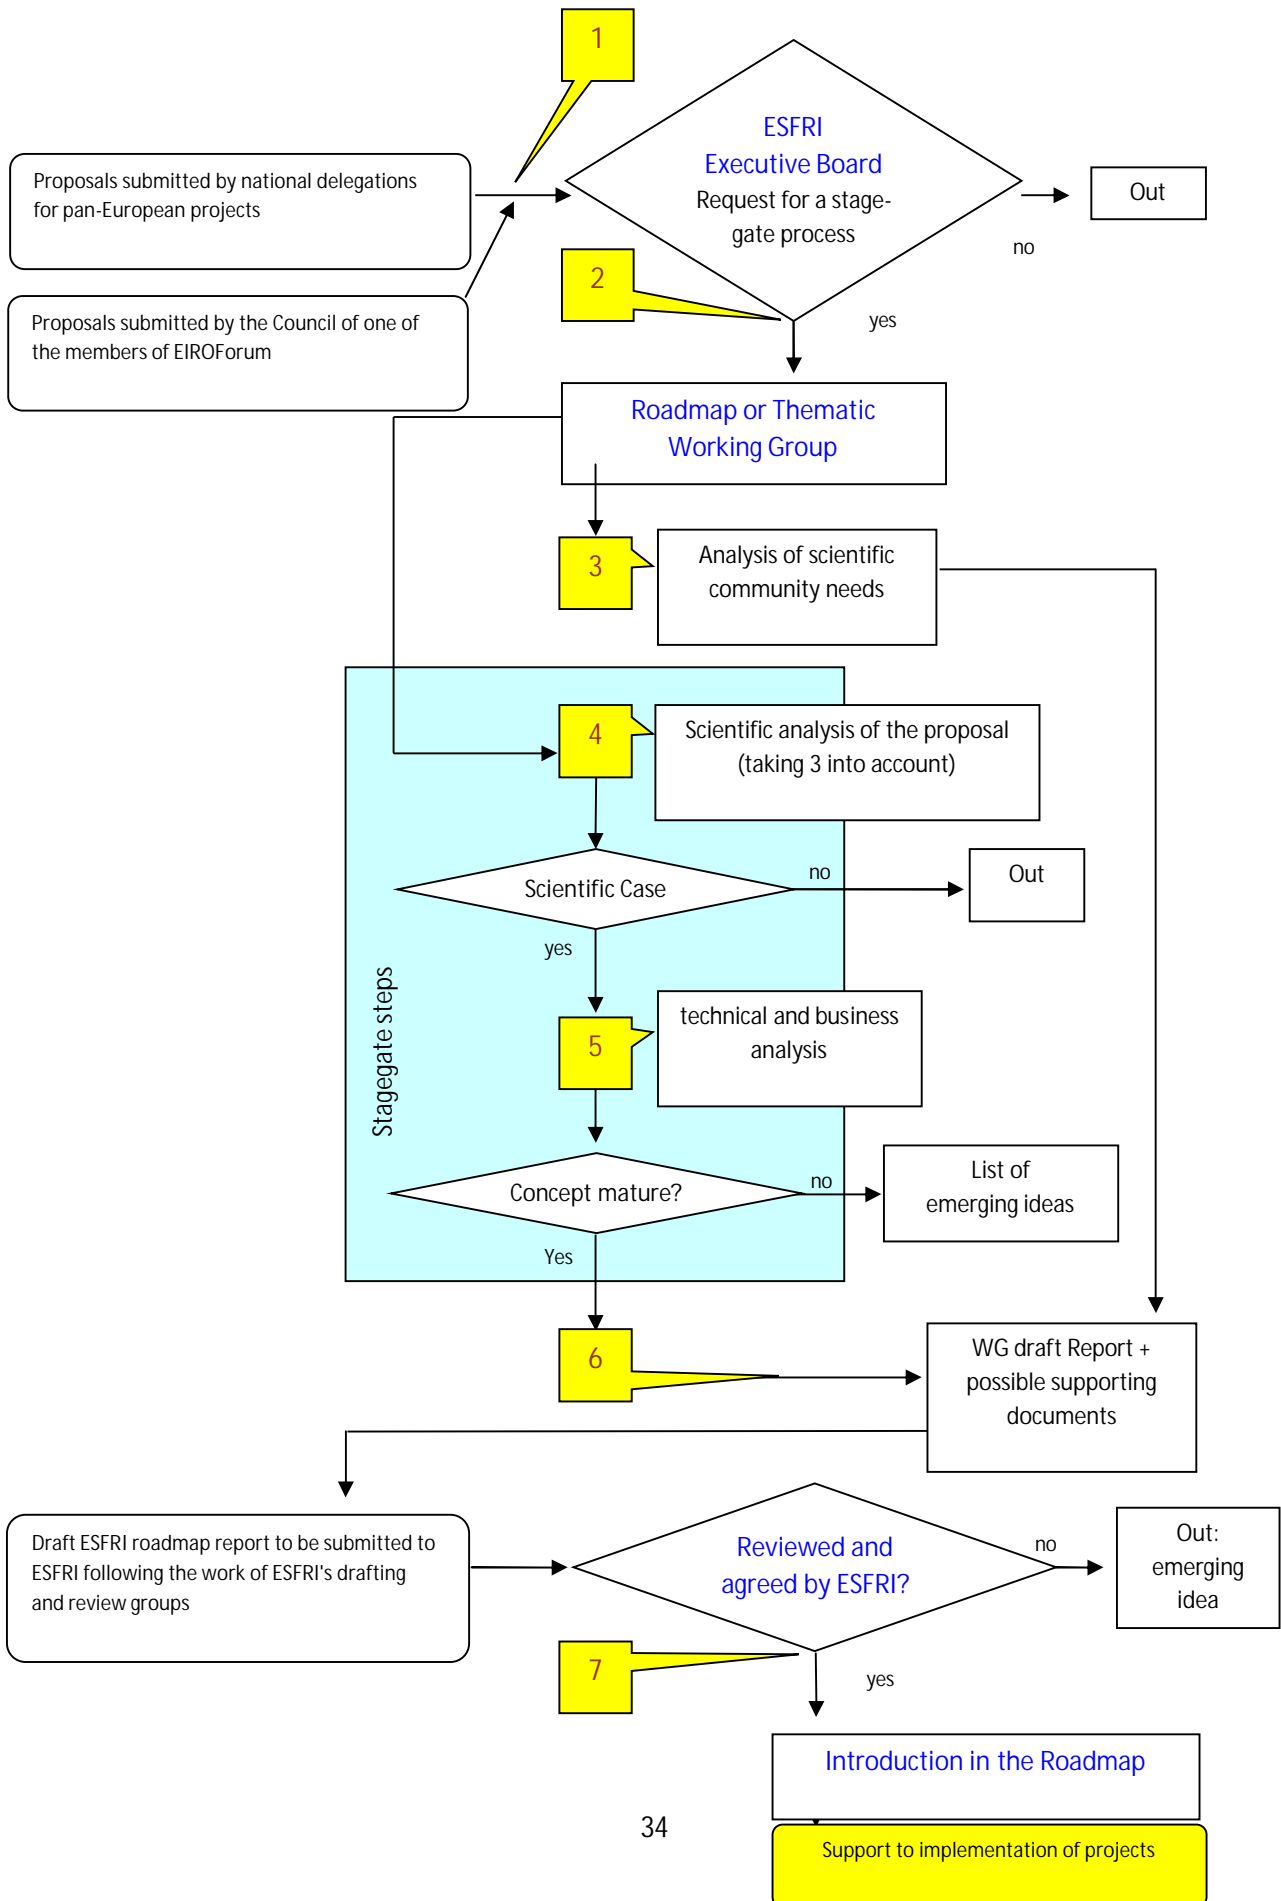 1
ESFRI
Executive Board
Request for a stage-
gate process
Proposals submitted by national delegations
for pan-European projects
Out
no
2
yes
Proposals submitted by the Council of one of
the members of EIROForum
Roadmap or Thematic
Working Group
3
Analysis of scientific
community needs
4
Scientific analysis of the proposal
(taking 3 into account)
Scientific Case
no
Out
yes
Stagegate steps
5
technical and business
analysis
Concept mature?
no
List of
emerging ideas
Yes
6
WG draft Report +
possible supporting
documents
Draft ESFRI roadmap report to be submitted to
ESFRI following the work of ESFRI's drafting
and review groups
Reviewed and
agreed by ESFRI?
no
Out:
emerging
idea
7
yes
Introduction in the Roadmap
34
Support to implementation of projects